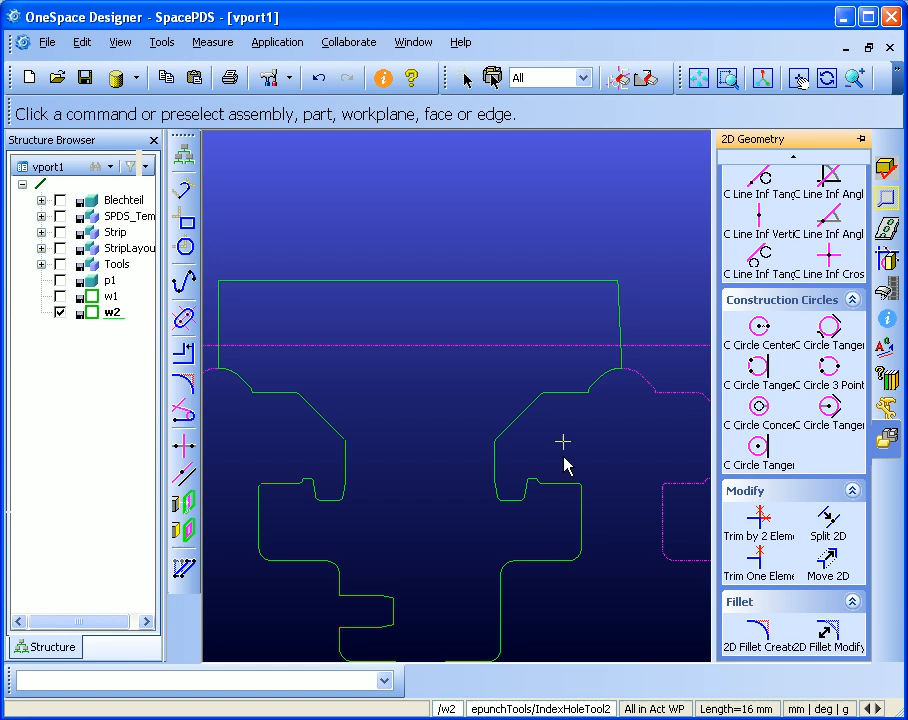 OneSpace Designer - SpacePDS - [vport1]
File Edit View Tools Measure Application Collaborate Window Help
All
Click a command or preselect assembly, part, workplane, face or edge.
Structure Browser
vport1
Blechteil
SPDS_Tem
Strip
StripLayou
Tools
p1
w1
w2
Structure
2D Geometry
C Line Inf Tang
C Line Inf Angl
C Line Inf Verti
C Line Inf Angl
C Line Inf Tang
C Line Inf Cros
Construction Circles
C Circle Center
C Circle Tanger
C Circle Tanger
C Circle 3 Point
C Circle Concer
C Circle Tanger
C Circle Tanger
Modify
Trim by 2 Eleme
Split 2D
Trim One Eleme
Move 2D
Fillet
2D Fillet Create
2D Fillet Modify
/w2
epunchTools/IndexHoleTool2
All in Act WP
Length=16 mm
mm | deg | g